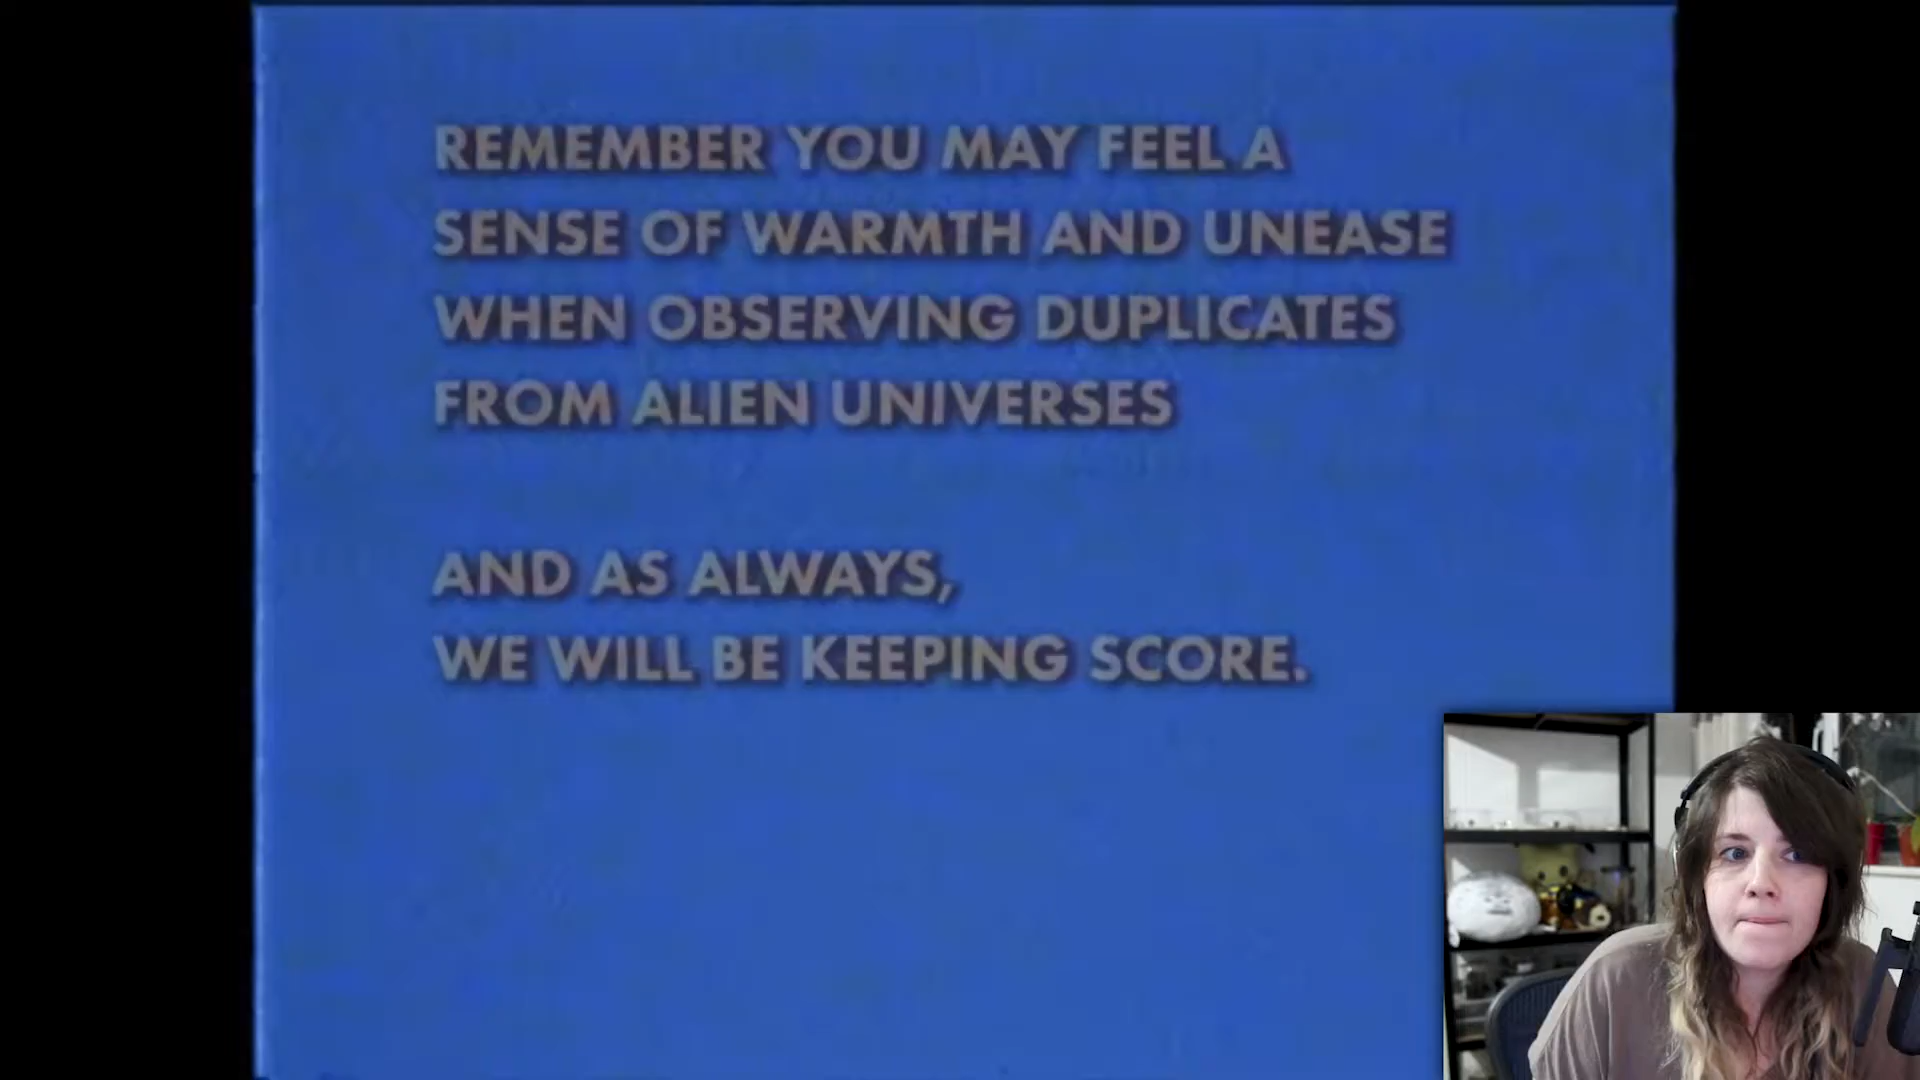 REMEMBER YOU MAY FEEL A
SENSE OF WARMTH AND UNEASE
WHEN OBSERVING DUPLICATES
FROM ALIEN UNIVERSES
AND AS ALWAYS,
WE WILL BE KEEPING SCORE.